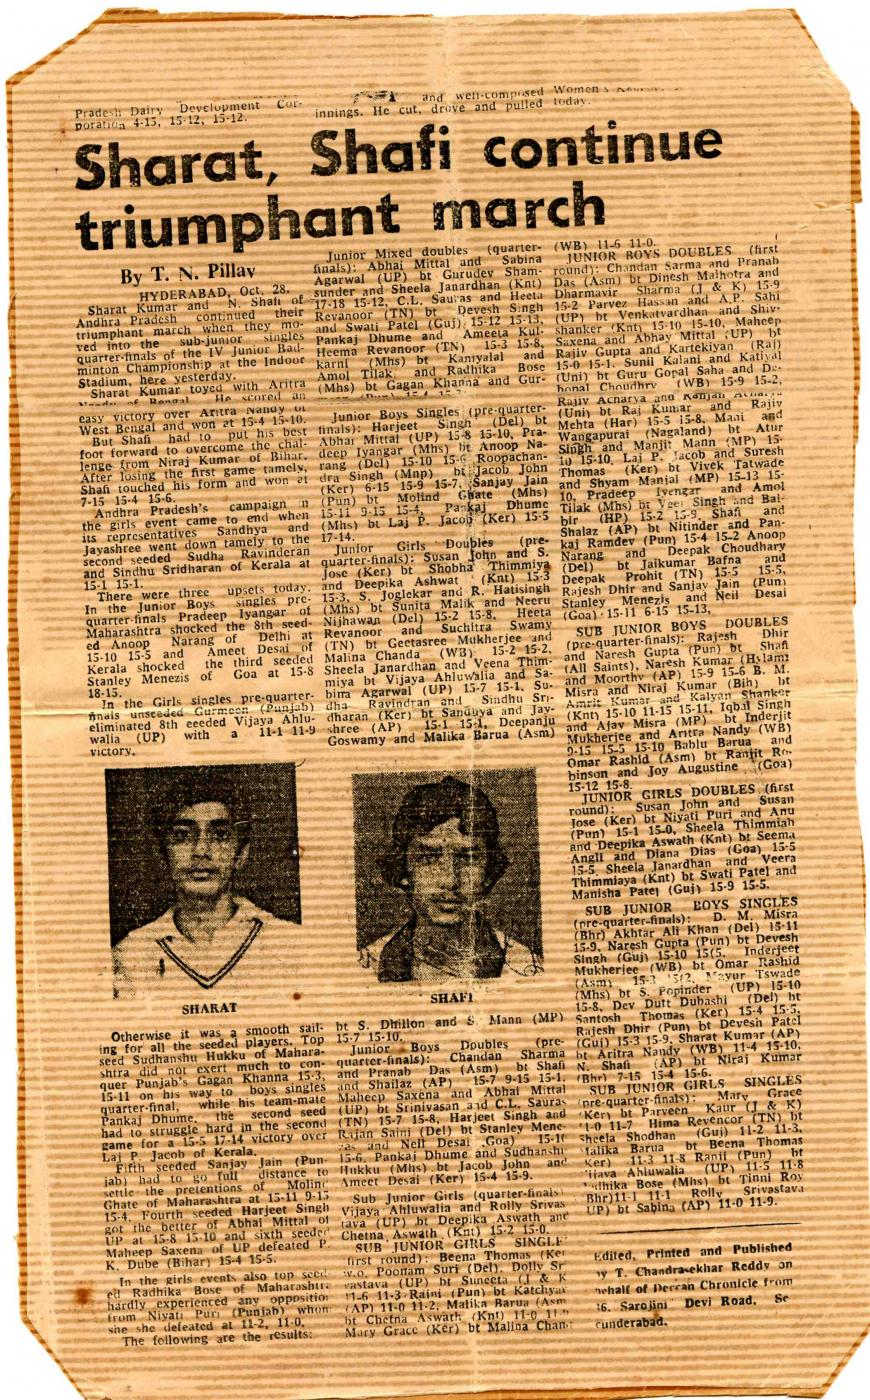 Pradesh Dairy Development Cor-
poration 4-15, 15-12, 15-12.
and well-composed Women's
innings. He cut, drove and pulled today.
Sharat, Shafi continue
triumphant march
By T. N. Pillay
HYDERABAD, Oct. 28.
Sharat Kumar and N. Shafi of
Andhra Pradesh continued their
triumphant march when they mo-
ved into the sub-junior singles
quarter-finals of the IV Junior Bad-
minton Championship at the Indoor
Stadium, here yesterday.
Sharat Kumar toyed with Aritra
Nandy of Bengal. He scored an
easy victory over Aritra Nandy of
West Bengal and won at 15-4 15-10.
But Shafi had to put his best
foot forward to overcome the chal-
lenge from Niraj Kumar of Bihar.
After losing the first game tamely,
Shafi touched his form and won at
7-15 15-4 15-6.
Andhra Pradesh's campaign in
the girls event came to end when
its representatives Sandhya and
Jayashree went down tamely to the
second seeded Sudha Ravinderan
and Sindhu Sridharan of Kerala at
15-1 15-1.
There were three upsets today.
In the Junior Boys singles pre-
quarter-finals Pradeep Iyangar of
Maharashtra shocked the 8th seed-
ed Anoop Narang of Delhi at
15-10 15-5 and Ameet Desai of
Kerala shocked the third seeded
Stanley Menezis of Goa at 15-8
18-15.
In the Girls singles pre-quarter-
finals unseeded Gurmeen (Punjab)
eliminated 8th eeeded Vijaya Ahlu-
walia (UP) with a 11-1 11-9
victory.
SHARAT
Otherwise it was a smooth sail-
ing for all the seeded players. Top
seed Sudhanshu Hukku of Mahara-
shtra did not exert much to con-
quer Punjab's Gagan Khanna 15-3,
15-11 on his way to boys singles
quarter-final, while his team-mate
Pankaj Dhume, the second seed
had to struggle hard in the second
game for a 15-5 17-14 victory over
Laj P. Jacob of Kerala.
Fifth seeded Sanjay Jain (Pun-
jab) had to go full distance to
settle the pretentions of Molind
Ghate of Maharashtra at 15-11 9-15
15-4. Fourth seeded Harjeet Singh
got the better of Abhai Mittal of
UP at 15-8 15-10 and sixth seeded
Maheep Saxena of UP defeated P.
K. Dube (Bihar) 15-4 15-5.
In the girls events also top seed-
ed Radhika Bose of Maharashtra
hardly experienced any opposition
from Niyati Puri (Punjab) whom
she she defeated at 11-2, 11-0.
The following are the results:
Junior Mixed doubles (quarter-
finals): Abhai Mittal and Sabina
Agarwal (UP) bt Gurudev Sham-
sunder and Sheela Janardhan (Knt)
17-18 15-12, C.L. Sauras and Heeta
Revanoor (TN) bt Devesh Singh
and Swati Patel (Guj) 15-12 15-13,
Pankaj Dhume and Ameeta Kul-
Heema Revanoor (TN) 15-3 15-8,
karni (Mhs) bt Kaniyalal and
Amol Tilak and Radhika Bose
(Mhs) bt Gagan Khanna and Gur-
Junior Boys Singles (pre-quarter-
finals): Harjeet Singh (Del) bt
Abhai Mittal (UP) 15-8 15-10, Pra-
deep Iyangar (Mhs) bt Anoop Na-
rang (Del) 15-10 15-6 Roopachan-
dra Singh (Mnp) bt Jacob John
(Ker) 6-15 15-9 15-7, Sanjay Jain
(Pun) bt Molind Ghate (Mhs)
15-11 9-15 15-4, Pankaj Dhume
(Mhs) bt Laj P. Jacob (Ker) 15-5
17-14.
Junior Girls Doubles (pre-
quarter-finals): Susan John and S.
Jose (Ker) bt Shobha Thimmiya
and Deepika Ashwat (Knt) 15-3
15-3, S. Joglekar and R. Hatisingh
(Mhs) bt Sunita Malik and Neeru
Nijhawan (Del) 15-2 15-8, Heeta
Revanoor and Suchitra Swamy
(TN) bt Geetasree Mukherjee and
Malina Chanda (WB) 15-2 15-2,
Sheela Janardhan and Veena Thim-
miya bt Vijaya Ahluwalia and Sa-
bima Agarwal (UP) 15-7 15-1, Su-
dha Ravindran and Sindhu Sri-
dharan (Ker) bt Sanduya and Jay-
shree (AP) 15-1 15-1, Deepanju
Goswamy and Malika Barua (Asm)
SHAFI
bt S. Dhillon and S. Mann (MP)
15-7 15-10.
Junior Boys Doubles (pre-
quarter-finals): Chandan Sharma
and Pranab Das (Asm) bt Shafi
and Shailaz (AP) 15-7 9-15 15-1,
Maheep Saxena and Abhai Mittal
(UP) bt Srinivasan and C.L. Sauras
(TN) 15-7 15-8, Harjeet Singh and
Rajan Saini (Del) bt Stanley Mene-
zas and Neil Desai (Goa) 15-10
15-6, Pankaj Dhume and Sudhanshi
Hukku (Mhs) bt Jacob John and
Ameet Desai (Ker) 15-4 15-9.
Sub Junior Girls (quarter-finals)
Vijaya Ahluwalia and Rolly Srivas
tava (UP) bt Deepika Aswath and
Chetna Aswath (Knt) 15-2 15-0.
SUB JUNIOR GIRLS SINGLE
first round): Beena Thomas (Ker
w.o. Poonam Suri (Del), Dolly Sr
vastava (UP) bt Suneeta (J & K
11-6 11-3 Raini (Pun) bt Katchyar
(AP) 11-0 11-2, Malika Barua (Asm
bt Chetna Aswath (Knt) 11-0 11-
Mary Grace (Ker) bt Malina Chan
(WB) 11-6 11-0.
JUNIOR BOYS DOUBLES (first
round): Chandan Sarma and Pranab
Das (Asm) bt Dinesh Malhotra and
Dharmavir Sharma (J & K) 15-9
15-2 Parvez Hassan and A.P. Sahi
(UP) bt Venkatvardhan and Shiv-
shanker (Knt) 15-10 15-10, Maheep
Saxena and Abhay Mittal (UP) bt
Rajiv Gupta and Kartekiyan (Raj)
15-0 15-1, Sunil Kalani and Katiyal
(Uni) bt Guru Gopal Saha and De-
bopal Choudhry (WB) 15-9 15-2,
Rajiv Acharya and Ranjan Acharya
(Uni) bt Raj Kumar and Rajiv
Mehta (Har) 15-5 15-8, Mani and
Wangapurai (Nagaland) bt Atur
Singh and Manjit Mann (MP) 15-
10 15-10, Laj P. Jacob and Suresh
Thomas (Ker) bt Vivek Tatwade
and Shyam Manjal (MP) 15-13 15-
10, Pradeep Iyengar and Amol
Tilak (Mhs) bt Veer Singh and Bal-
bir (HP) 15-2 15-9, Shafi and
Shalaz (AP) bt Nitinder and Pan-
kaj Ramdev (Pun) 15-4 15-2 Anoop
Narang and Deepak Choudhary
(Del) bt Jaikumar Bafna and
Deepak Prohit (TN) 15-5 15-5,
Rajesh Dhir and Sanjay Jain (Pun)
Stanley Menezis and Neil Desai
(Goa) 15-11 6-15 15-13,
SUB JUNIOR BOYS DOUBLES
(pre-quarter-finals): Rajesh Dhir
and Naresh Gupta (Pun) bt Shafi
(All Saints), Naresh Kumar (Hylam)
and Moorthy (AP) 15-9 15-6 B. M.
Misra and Niraj Kumar (Bih) bt
Amrit Kumar and Kalyan Shanker
(Knt) 15-10 11-15 15-11, Iqbal Singh
and Ajay Misra (MP) bt Inderjit
Mukherjee and Aritra Nandy (WB)
9-15 15-5 15-10 Bablu Barua and
Omar Rashid (Asm) bt Ranjit Ro-
binson and Joy Augustine (Goa)
15-12 15-8.
JUNIOR GIRLS DOUBLES (first
round): Susan John and Susan
Jose (Ker) bt Niyati Puri and Anu
(Pun) 15-1 15-0, Sheela Thimmiah
and Deepika Aswath (Knt) bt Seema
Angli and Diana Dias (Goa) 15-5
15-5, Sheela Janardhan and Veera
Thimmiaya (Knt) bt Swati Patel and
Manisha Patel (Guj) 15-9 15-5.
SUB JUNIOR BOYS SINGLES
(pre-quarter-finals): D. M. Misra
(Bhr) Akhtar Ali Khan (Del) 15-11
15-9, Naresh Gupta (Pun) bt Devesh
Singh (Guj) 15-10 15(5, Inderjeet
Mukherjee (WB) bt Omar Rashid
(Asm) 15-3 15(2, Mayur Tswade
(Mhs) bt S. Popinder (UP) 15-10
15-8, Dev Dutt Dubashi (Del) bt
Santosh Thomas (Ker) 15-4 15-5,
Rajesh Dhir (Pun) bt Devesh Patel
(Guj) 15-3 15-9, Sharat Kumar (AP)
bt Aritra Nandy (WB) 11-4 15-10,
N. Shafi (AP) bt Niraj Kumar
(Bhr) 7-15 15-4 15-6.
SUB JUNIOR GIRLS SINGLES
(pre-quarter-finals): Mary Grace
Ker) bt Parveen Kaur (J & K)
11-0 11-7 Hima Revencor (TN) bt
Sheela Shodhan (Guj) 11-2 11-3,
Malika Barua bt Beena Thomas
Ker) 11-3 11-8 Ranji (Pun) bt
ijaya Ahluwalia (UP) 11-5 11-8
adhika Bose (Mhs) bt Tinni Roy
Bhr)11-1 11-1 Rolly Srivastava
UP) bt Sabina (AP) 11-0 11-9.
Edited, Printed and Published
by T. Chandrasekhar Reddy on
behalf of Deccan Chronicle from
16. Sarojini Devi Road, Se
cunderabad.